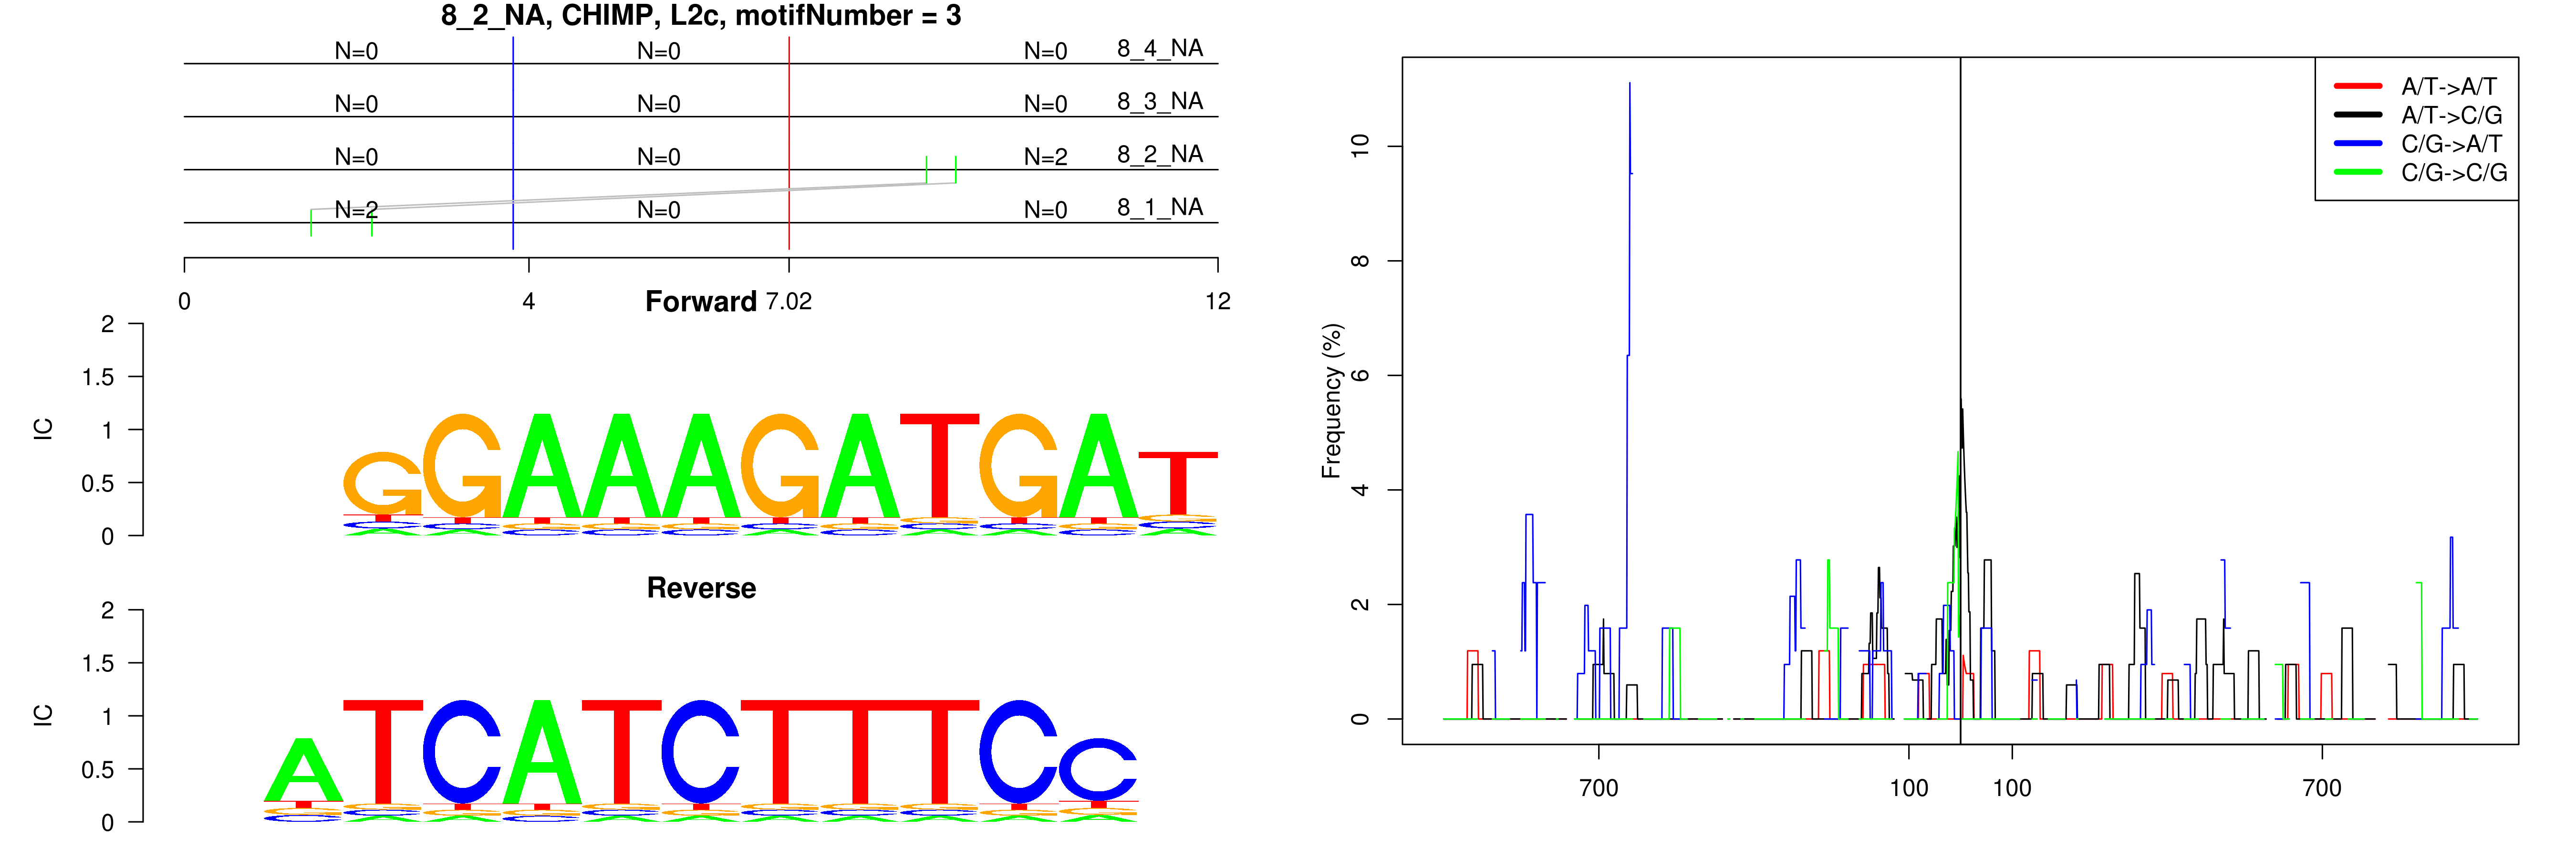 8_2_NA, CHIMP, L2c, motifNumber = 3
N=0 N=0 N=0 8_4_NA
N=0 N=0 N=0 8_3_NA
N=0 N=0 N=2 8_2_NA
N=2 N=0 N=0 8_1_NA
0 4 7.02 12
Forward
IC
2
1.5
1
0.5
0
GGAAAGATGAT
Reverse
IC
2
1.5
1
0.5
0
ATCATCTTTCC
Frequency (%)
10
8
6
4
2
0
700 100 100 700
A/T->A/T
A/T->C/G
C/G->A/T
C/G->C/G